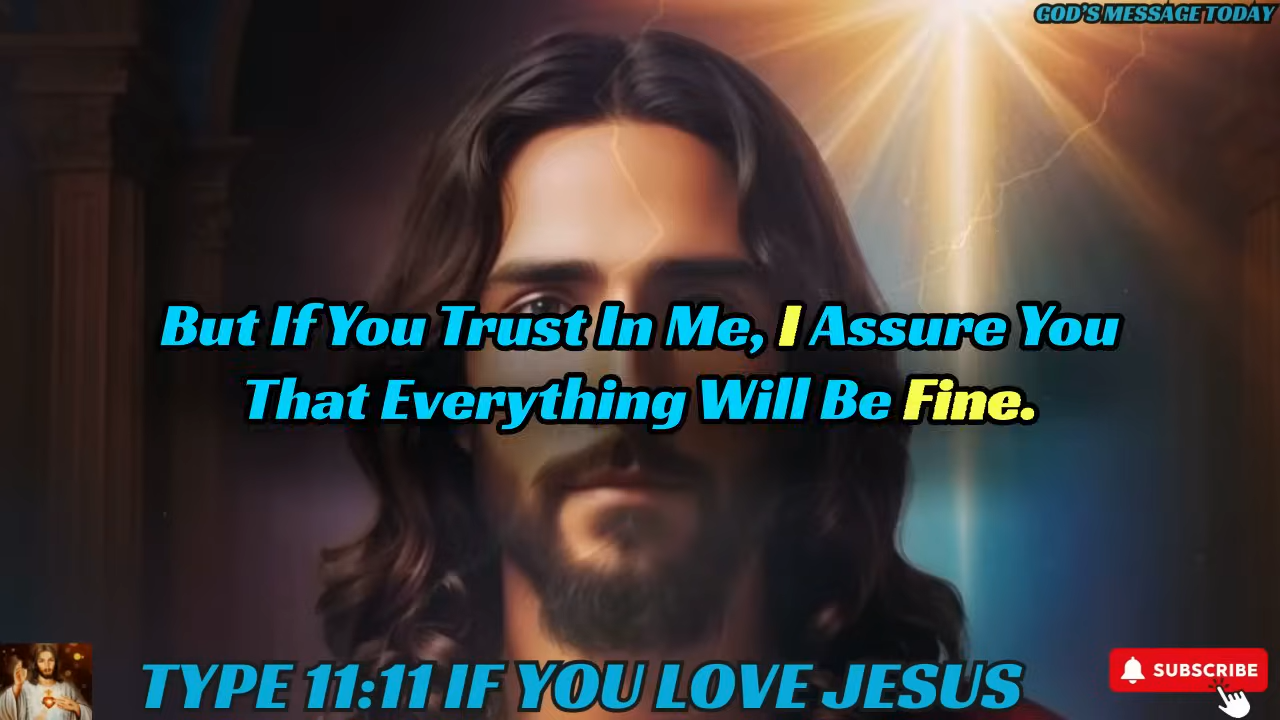 GOD'S MESSAGE TODAY
But If You Trust In Me, I Assure You
That Everything Will Be Fine.
TYPE 11:11 IF YOU LOVE JESUS
SUBSCRIBE